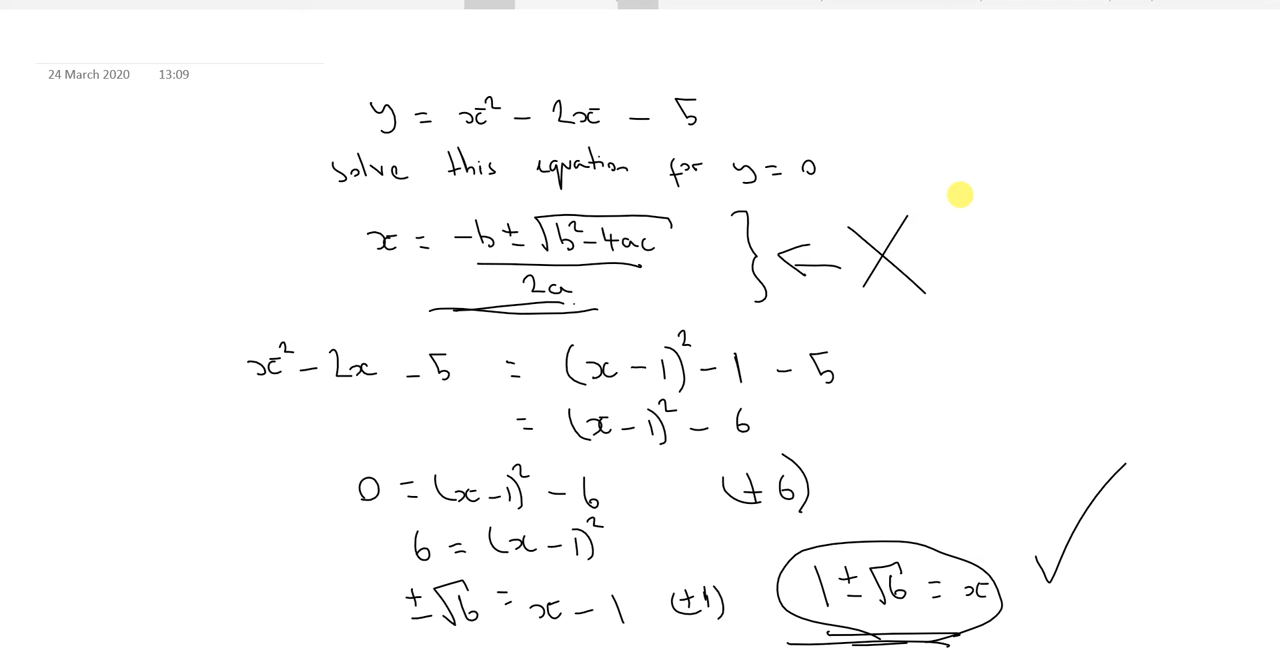 24 March 2020 13:09
y = x² - 2x - 5
solve this equation for y = 0
x = -b ± √(b² - 4ac) / 2a
x² - 2x - 5 = (x - 1)² - 1 - 5
= (x - 1)² - 6
0 = (x - 1)² - 6 (+6)
6 = (x - 1)²
±√6 = x - 1 (+1) 1 ± √6 = x